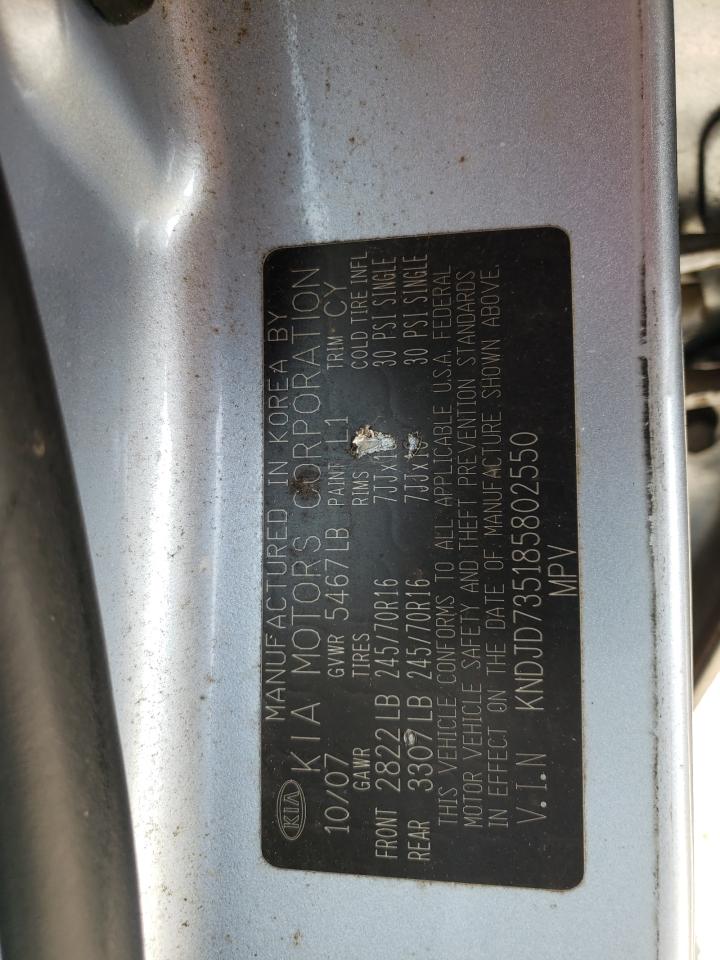 MANUFACTURED IN KOREA BY
KIA KIA MOTORS CORPORATION
10/07 GVWR 5467LB PAINT L1 TRIM CY
GAWR TIRES RIMS COLD TIRE INFL
FRONT 2822LB 245/70R16 30 PSI SINGLE
REAR 3307LB 245/70R16 30 PSI SINGLE
THIS VEHICLE CONFORMS TO ALL APPLICABLE U.S.A. FEDERAL
MOTOR VEHICLE SAFETY AND THEFT PREVENTION STANDARDS
IN EFFECT ON THE DATE OF MANUFACTURE SHOWN ABOVE.
V.I.N KNDJD735185802550
MPV